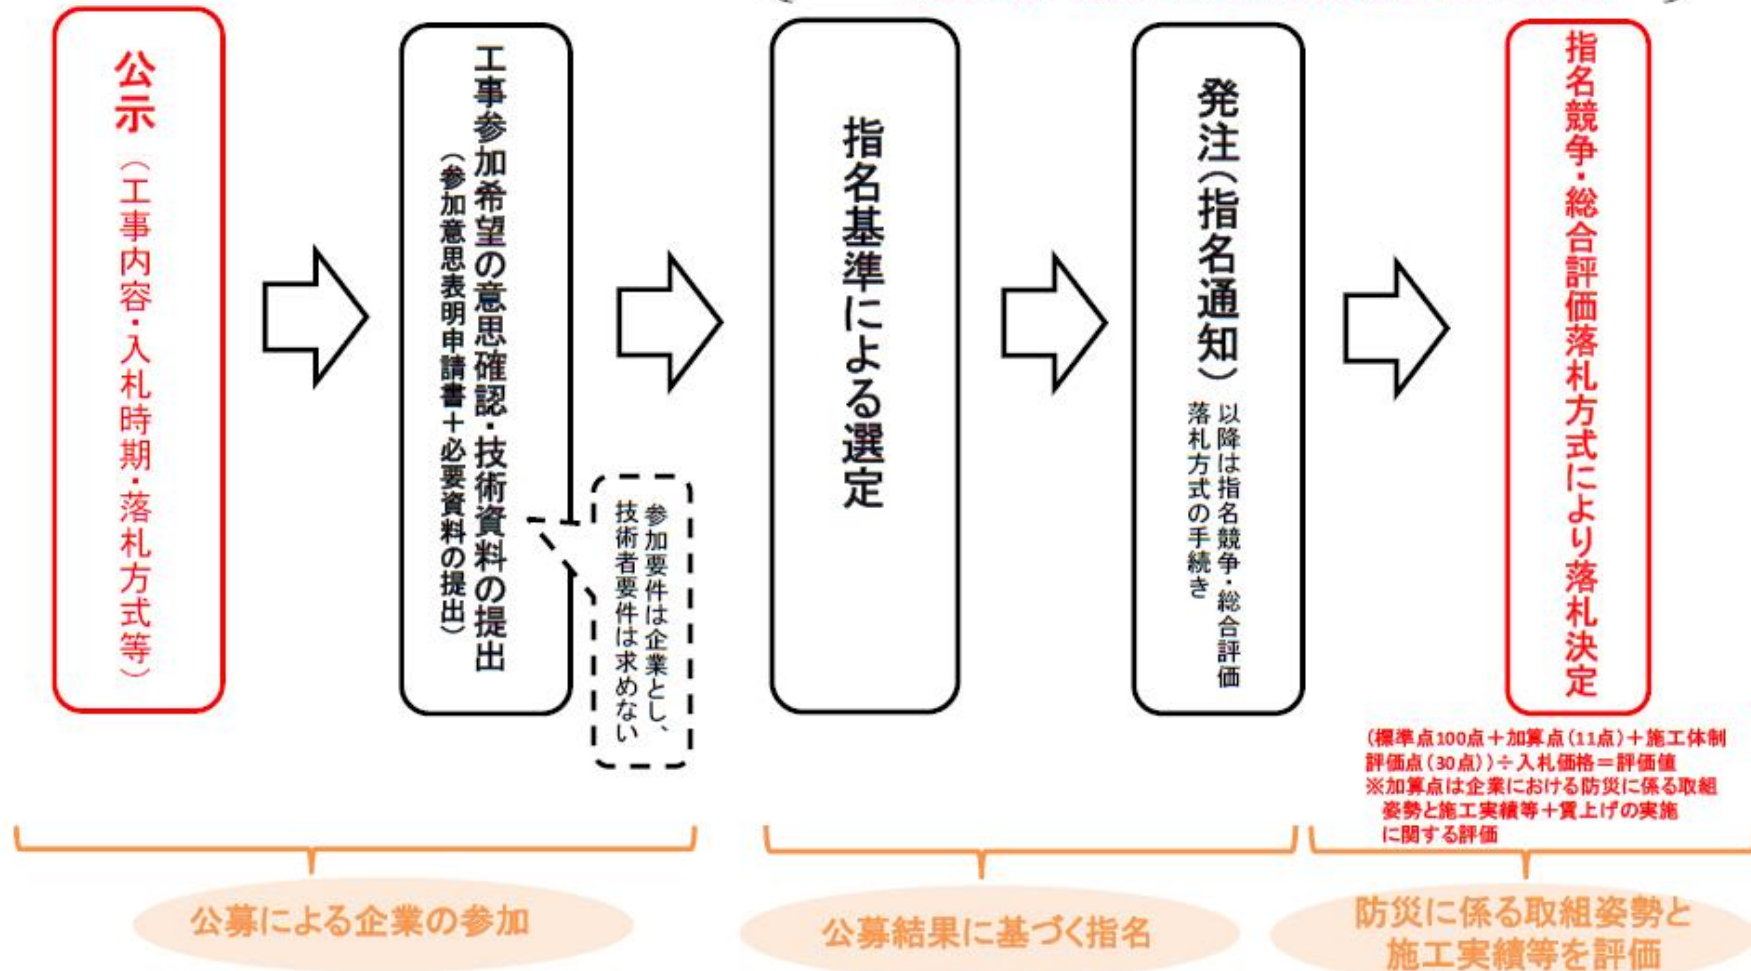 公示（工事内容・入札時期・落札方式等）
工事参加希望の意思確認・技術資料の提出
（参加意思表明申請書＋必要資料の提出）
参加要件は企業とし、
技術者要件は求めない
指名基準による選定
発注（指名通知）
以降は指名競争・総合評価
落札方式の手続き
指名競争・総合評価落札方式により落札決定
（標準点100点＋加算点（11点）＋施工体制
評価点（30点））÷入札価格＝評価値
※加算点は企業における防災に係る取組
姿勢と施工実績等＋賃上げの実施
に関する評価
公募による企業の参加
公募結果に基づく指名
防災に係る取組姿勢と
施工実績等を評価